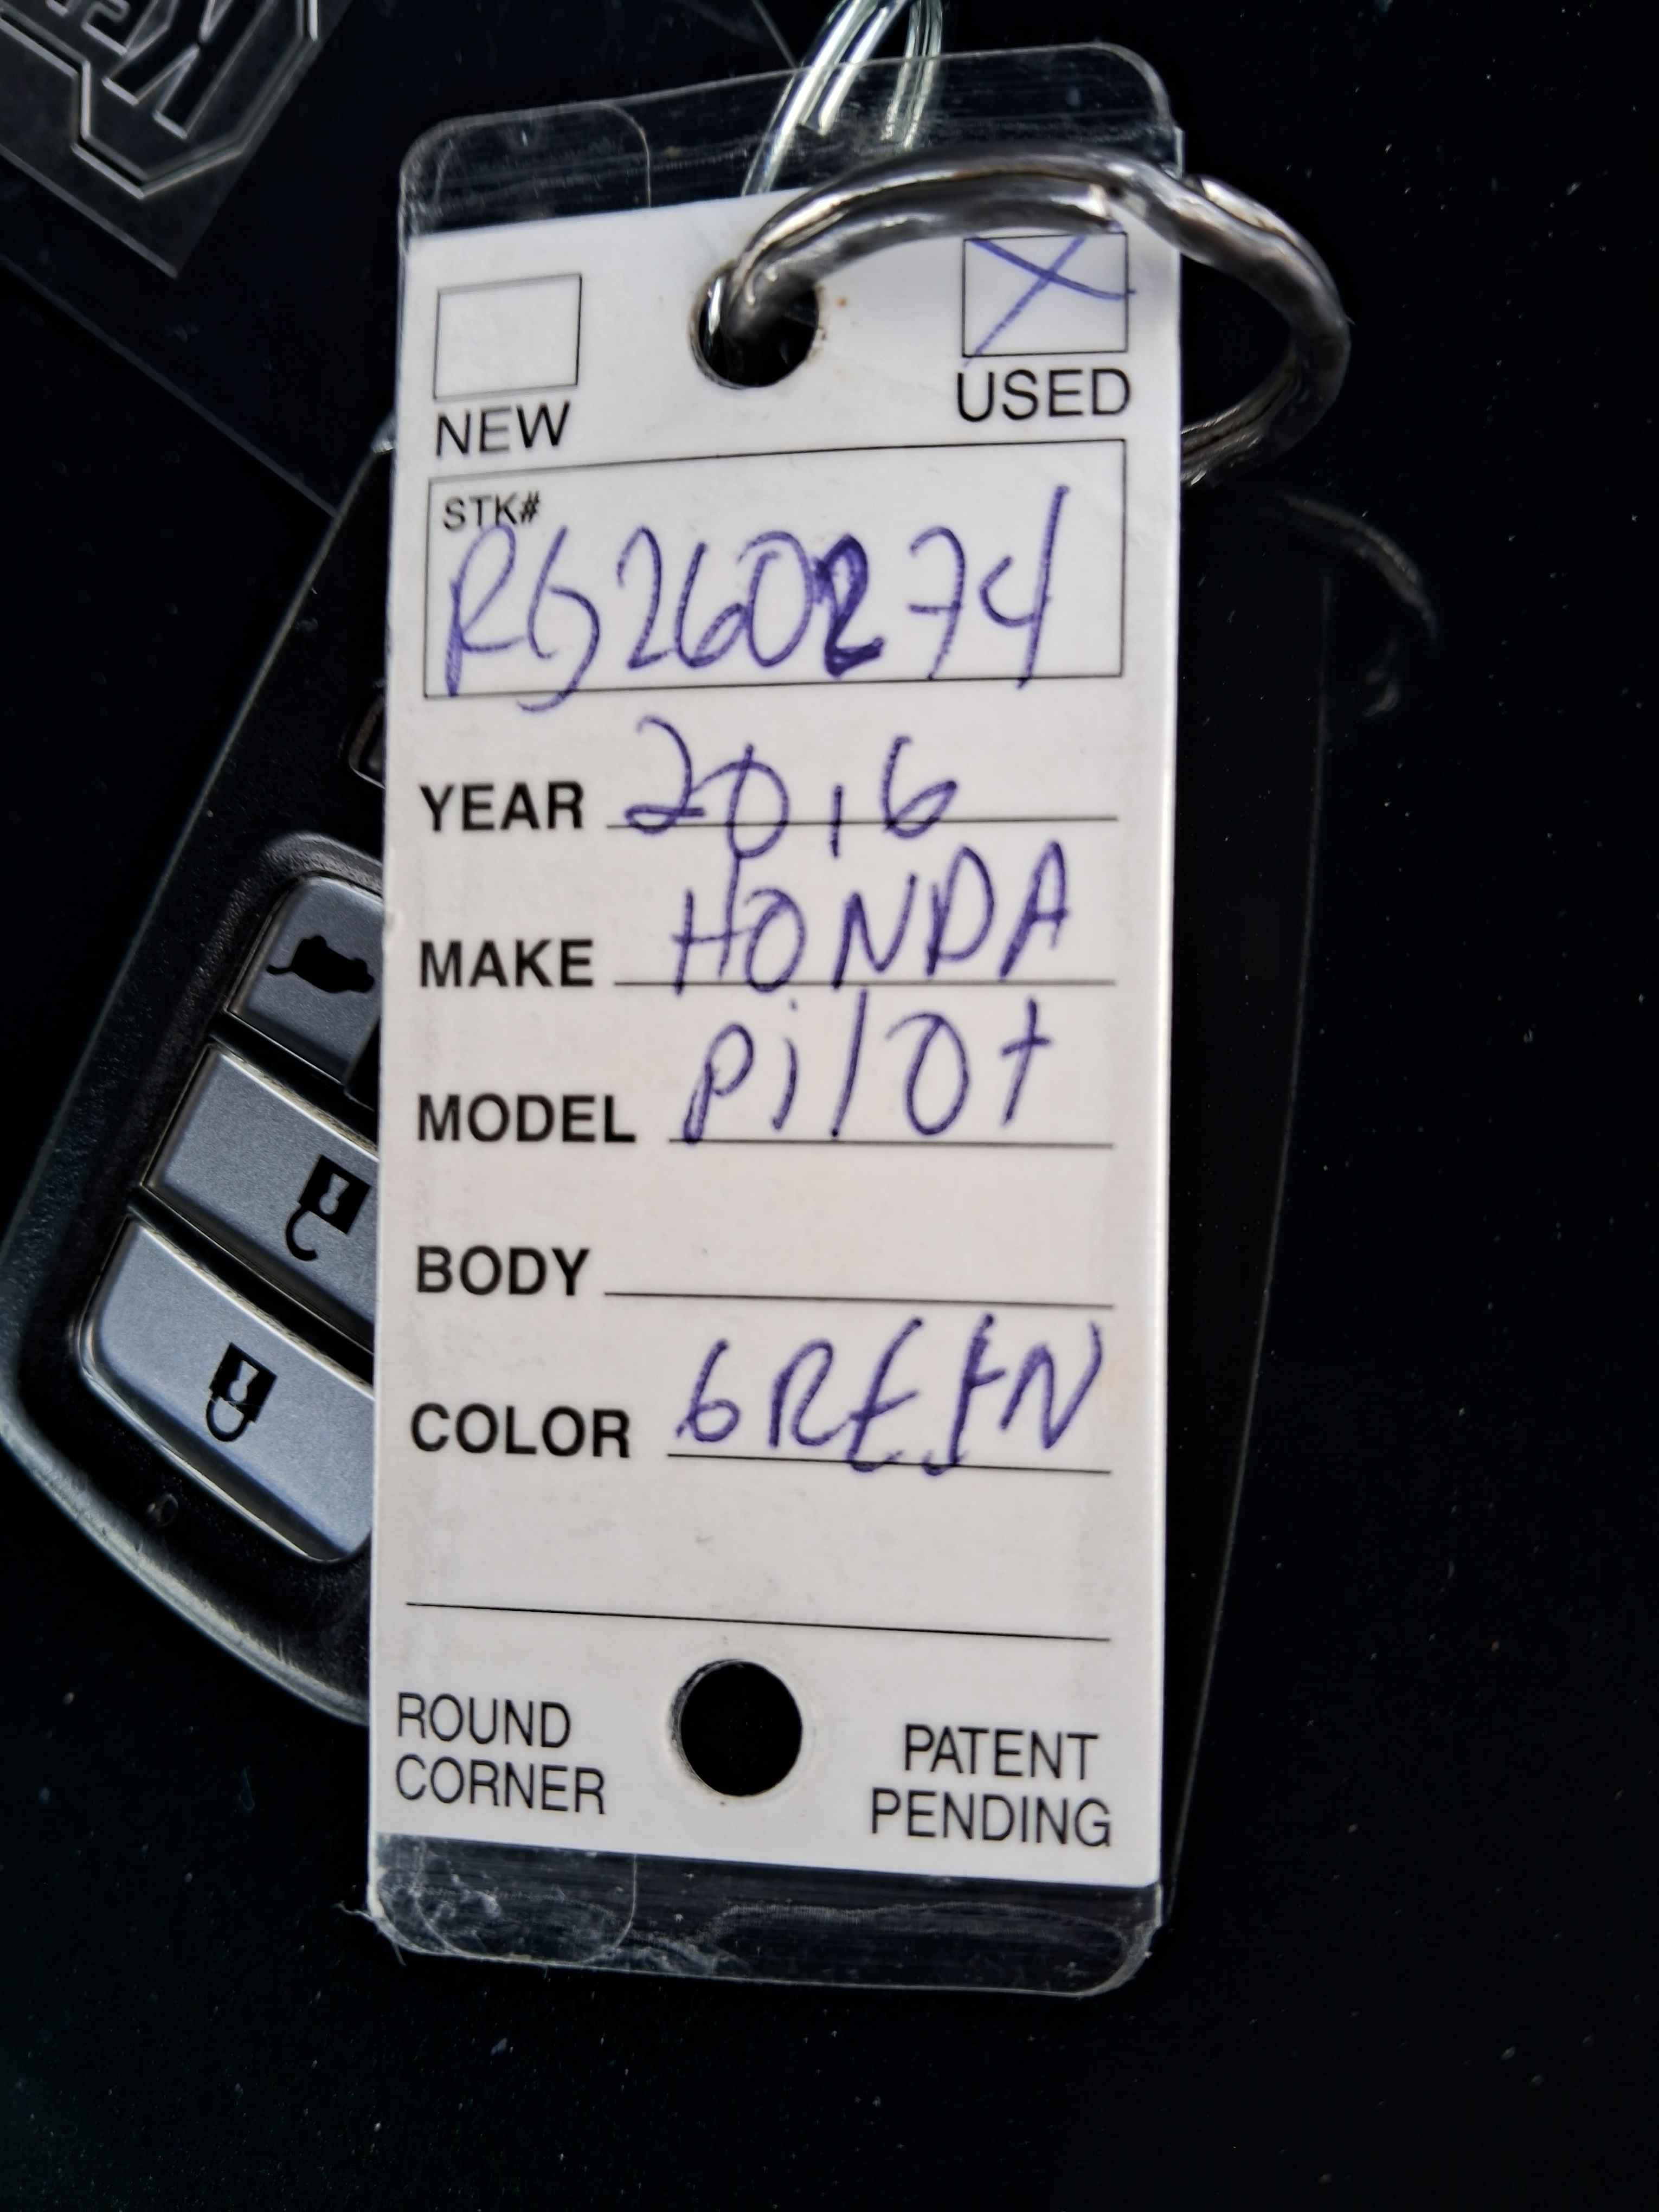 NEW USED
STK#
RG260274
YEAR 2016
MAKE HONDA
MODEL Pilot
BODY
COLOR GREEN
ROUND CORNER
PATENT PENDING